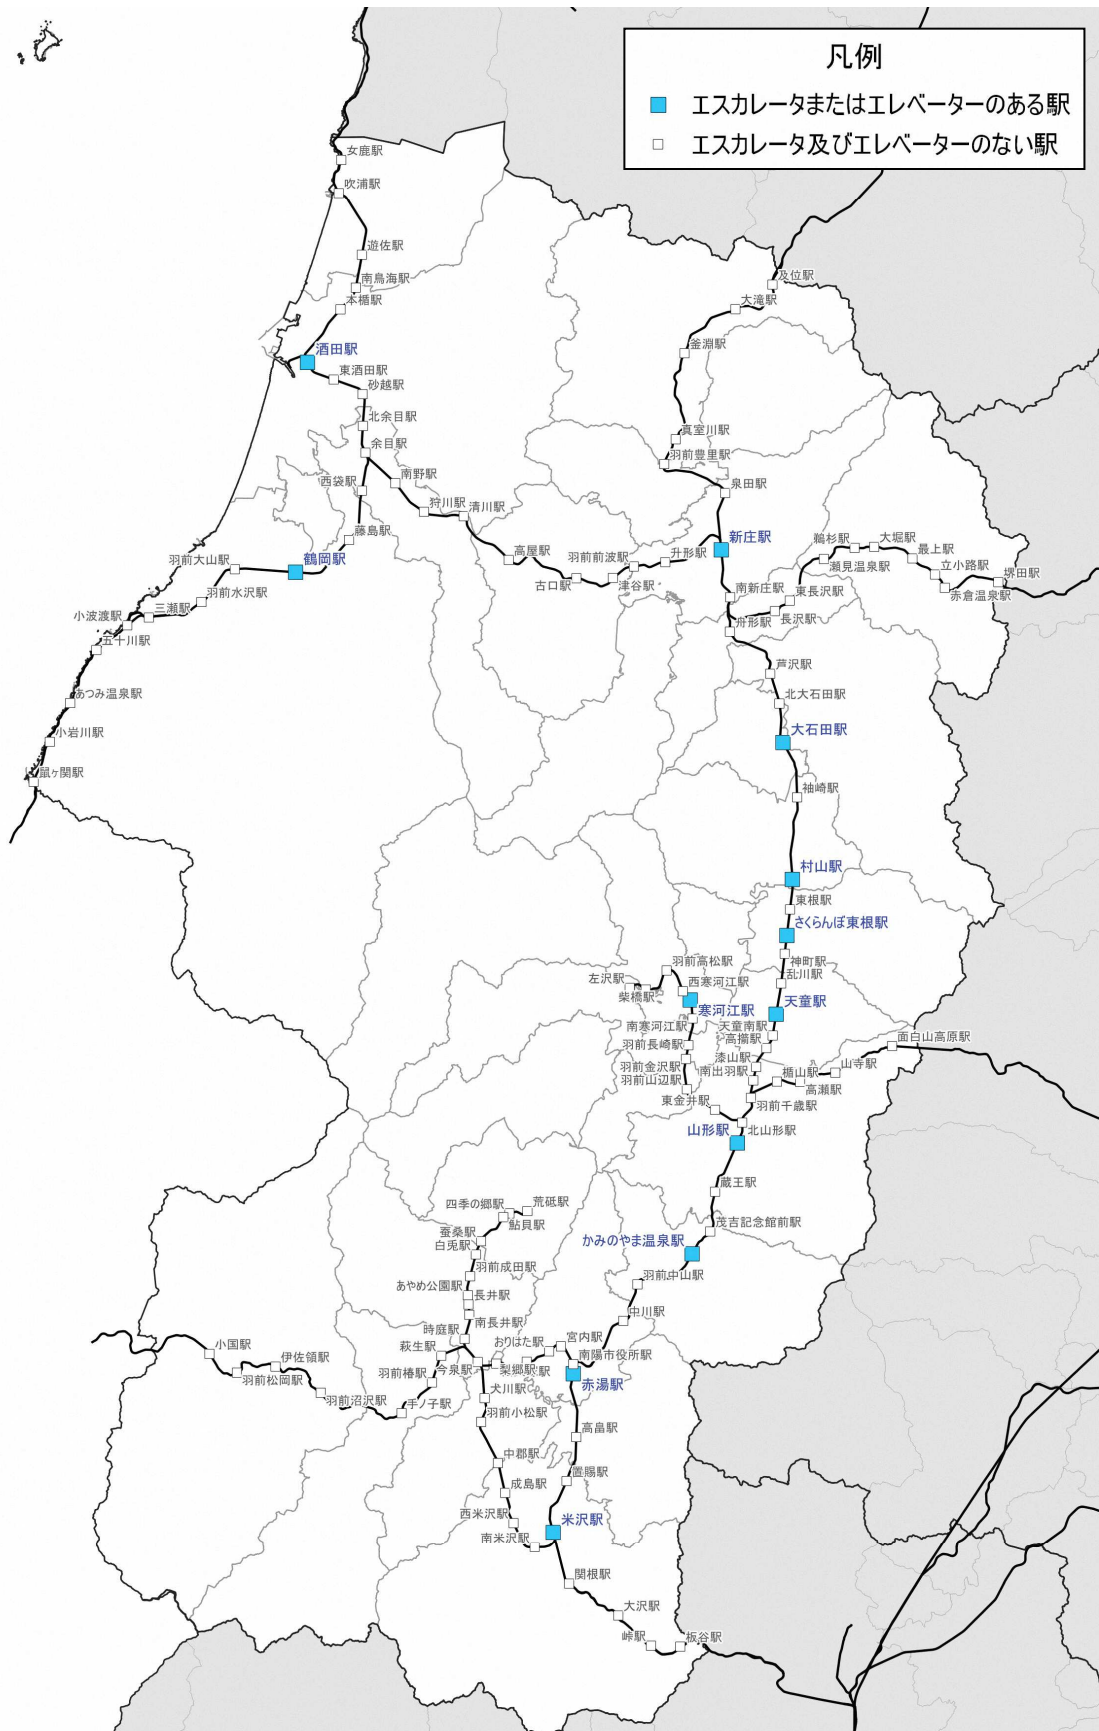 凡例
エスカレータまたはエレベーターのある駅
エスカレータ及びエレベーターのない駅
女鹿駅
吹浦駅
遊佐駅
南鳥海駅
本楯駅
酒田駅
東酒田駅
砂越駅
北余目駅
余目駅
西袋駅
南野駅
狩川駅
清川駅
藤島駅
鶴岡駅
羽前大山駅
羽前水沢駅
三瀬駅
小波渡駅
五十川駅
あつみ温泉駅
小岩川駅
鼠ヶ関駅
高屋駅
古口駅
津谷駅
羽前前波駅
升形駅
及位駅
大滝駅
釜淵駅
真室川駅
羽前豊里駅
泉田駅
新庄駅
南新庄駅
舟形駅
長沢駅
東長沢駅
瀬見温泉駅
鵜杉駅
大堀駅
最上駅
立小路駅
赤倉温泉駅
堺田駅
芦沢駅
北大石田駅
大石田駅
袖崎駅
村山駅
東根駅
さくらんぼ東根駅
神町駅
乱川駅
天童駅
天童南駅
高擶駅
漆山駅
南出羽駅
羽前千歳駅
楯山駅
高瀬駅
山寺駅
面白山高原駅
左沢駅
柴橋駅
羽前高松駅
西寒河江駅
寒河江駅
南寒河江駅
羽前長崎駅
羽前金沢駅
羽前山辺駅
東金井駅
北山形駅
山形駅
蔵王駅
茂吉記念館前駅
かみのやま温泉駅
羽前中山駅
中川駅
荒砥駅
四季の郷駅
鮎貝駅
蚕桑駅
白兎駅
羽前成田駅
あやめ公園駅
長井駅
南長井駅
時庭駅
萩生駅
おりはた駅
宮内駅
南陽市役所駅
赤湯駅
梨郷駅
今泉駅
羽前椿駅
手ノ子駅
羽前沼沢駅
伊佐領駅
羽前松岡駅
小国駅
犬川駅
羽前小松駅
中郡駅
成島駅
西米沢駅
南米沢駅
高畠駅
置賜駅
米沢駅
関根駅
大沢駅
峠駅
板谷駅